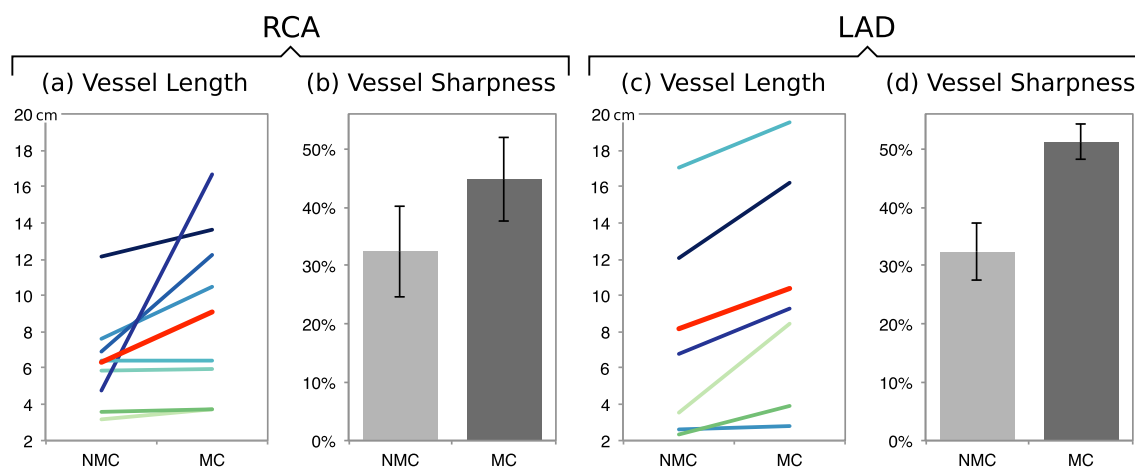 RCA
LAD
(a) Vessel Length
(b) Vessel Sharpness
(c) Vessel Length
(d) Vessel Sharpness
20 cm
18
16
14
12
10
8
6
4
2
NMC
MC
50%
40%
30%
20%
10%
0%
NMC
MC
20 cm
18
16
14
12
10
8
6
4
2
NMC
MC
50%
40%
30%
20%
10%
0%
NMC
MC